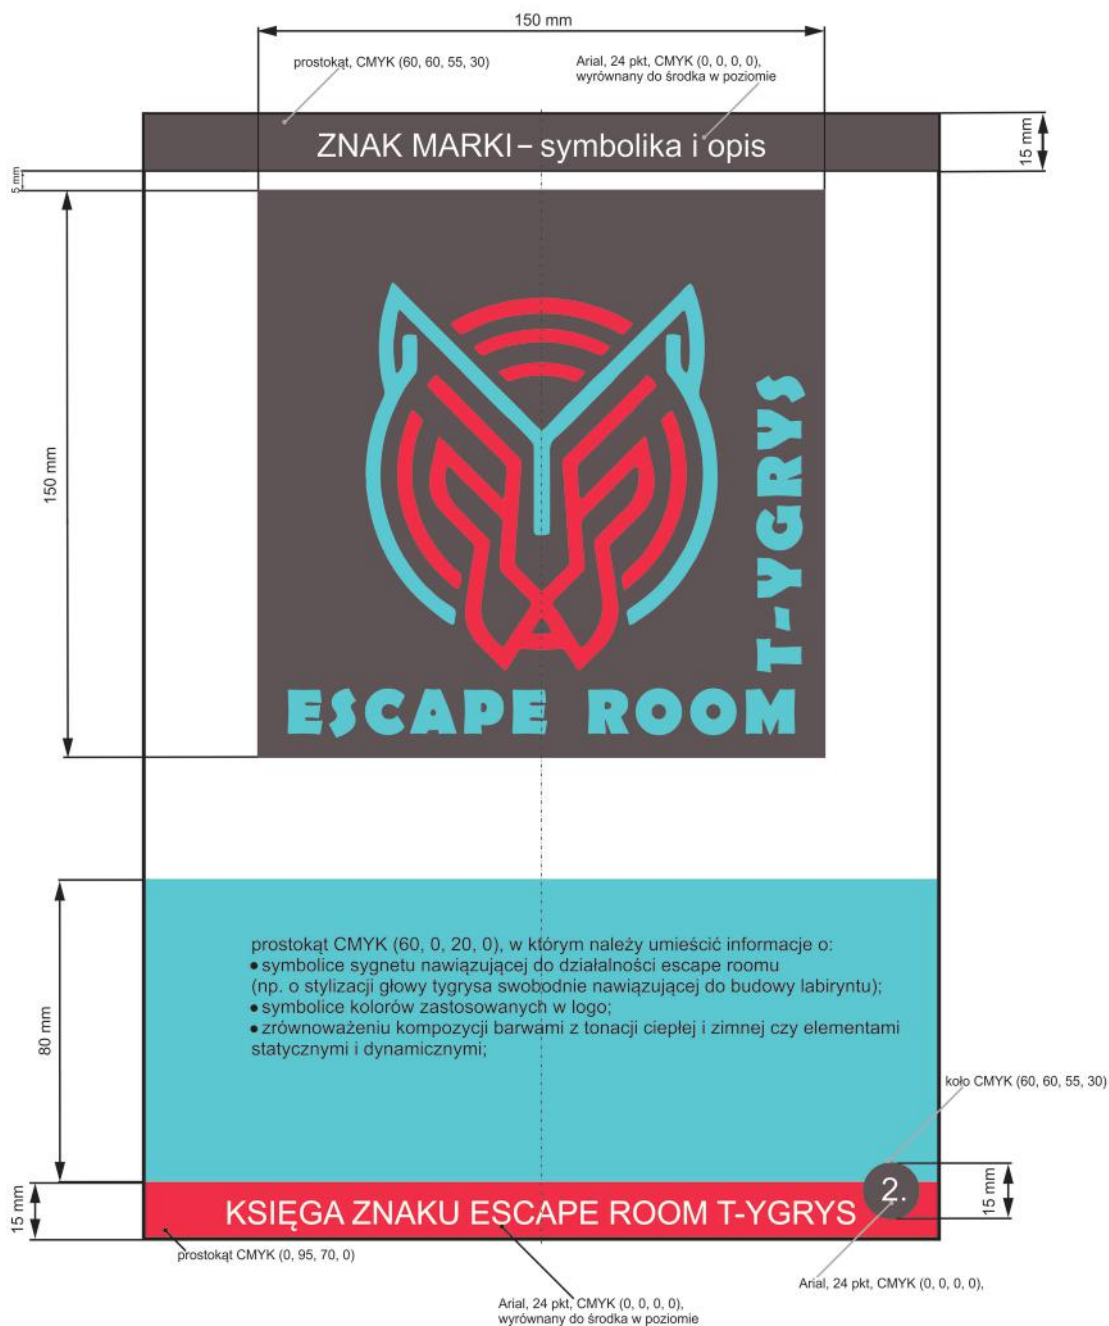 150 mm
prostokąt, CMYK (60, 60, 55, 30)
Arial, 24 pkt, CMYK (0, 0, 0, 0),
wyrównany do środka w poziomie
ZNAK MARKI – symbolika i opis
15 mm
5 mm
150 mm
T-YGRYS
ESCAPE ROOM
80 mm
prostokąt CMYK (60, 0, 20, 0), w którym należy umieścić informacje o:
• symbolice sygnetu nawiązującej do działalności escape roomu
(np. o stylizacji głowy tygrysa swobodnie nawiązującej do budowy labiryntu);
• symbolice kolorów zastosowanych w logo;
• zrównoważeniu kompozycji barwami z tonacji ciepłej i zimnej czy elementami
statycznymi i dynamicznymi;
koło CMYK (60, 60, 55, 30)
15 mm
KSIĘGA ZNAKU ESCAPE ROOM T-YGRYS
2.
15 mm
prostokąt CMYK (0, 95, 70, 0)
Arial, 24 pkt, CMYK (0, 0, 0, 0),
Arial, 24 pkt, CMYK (0, 0, 0, 0),
wyrównany do środka w poziomie